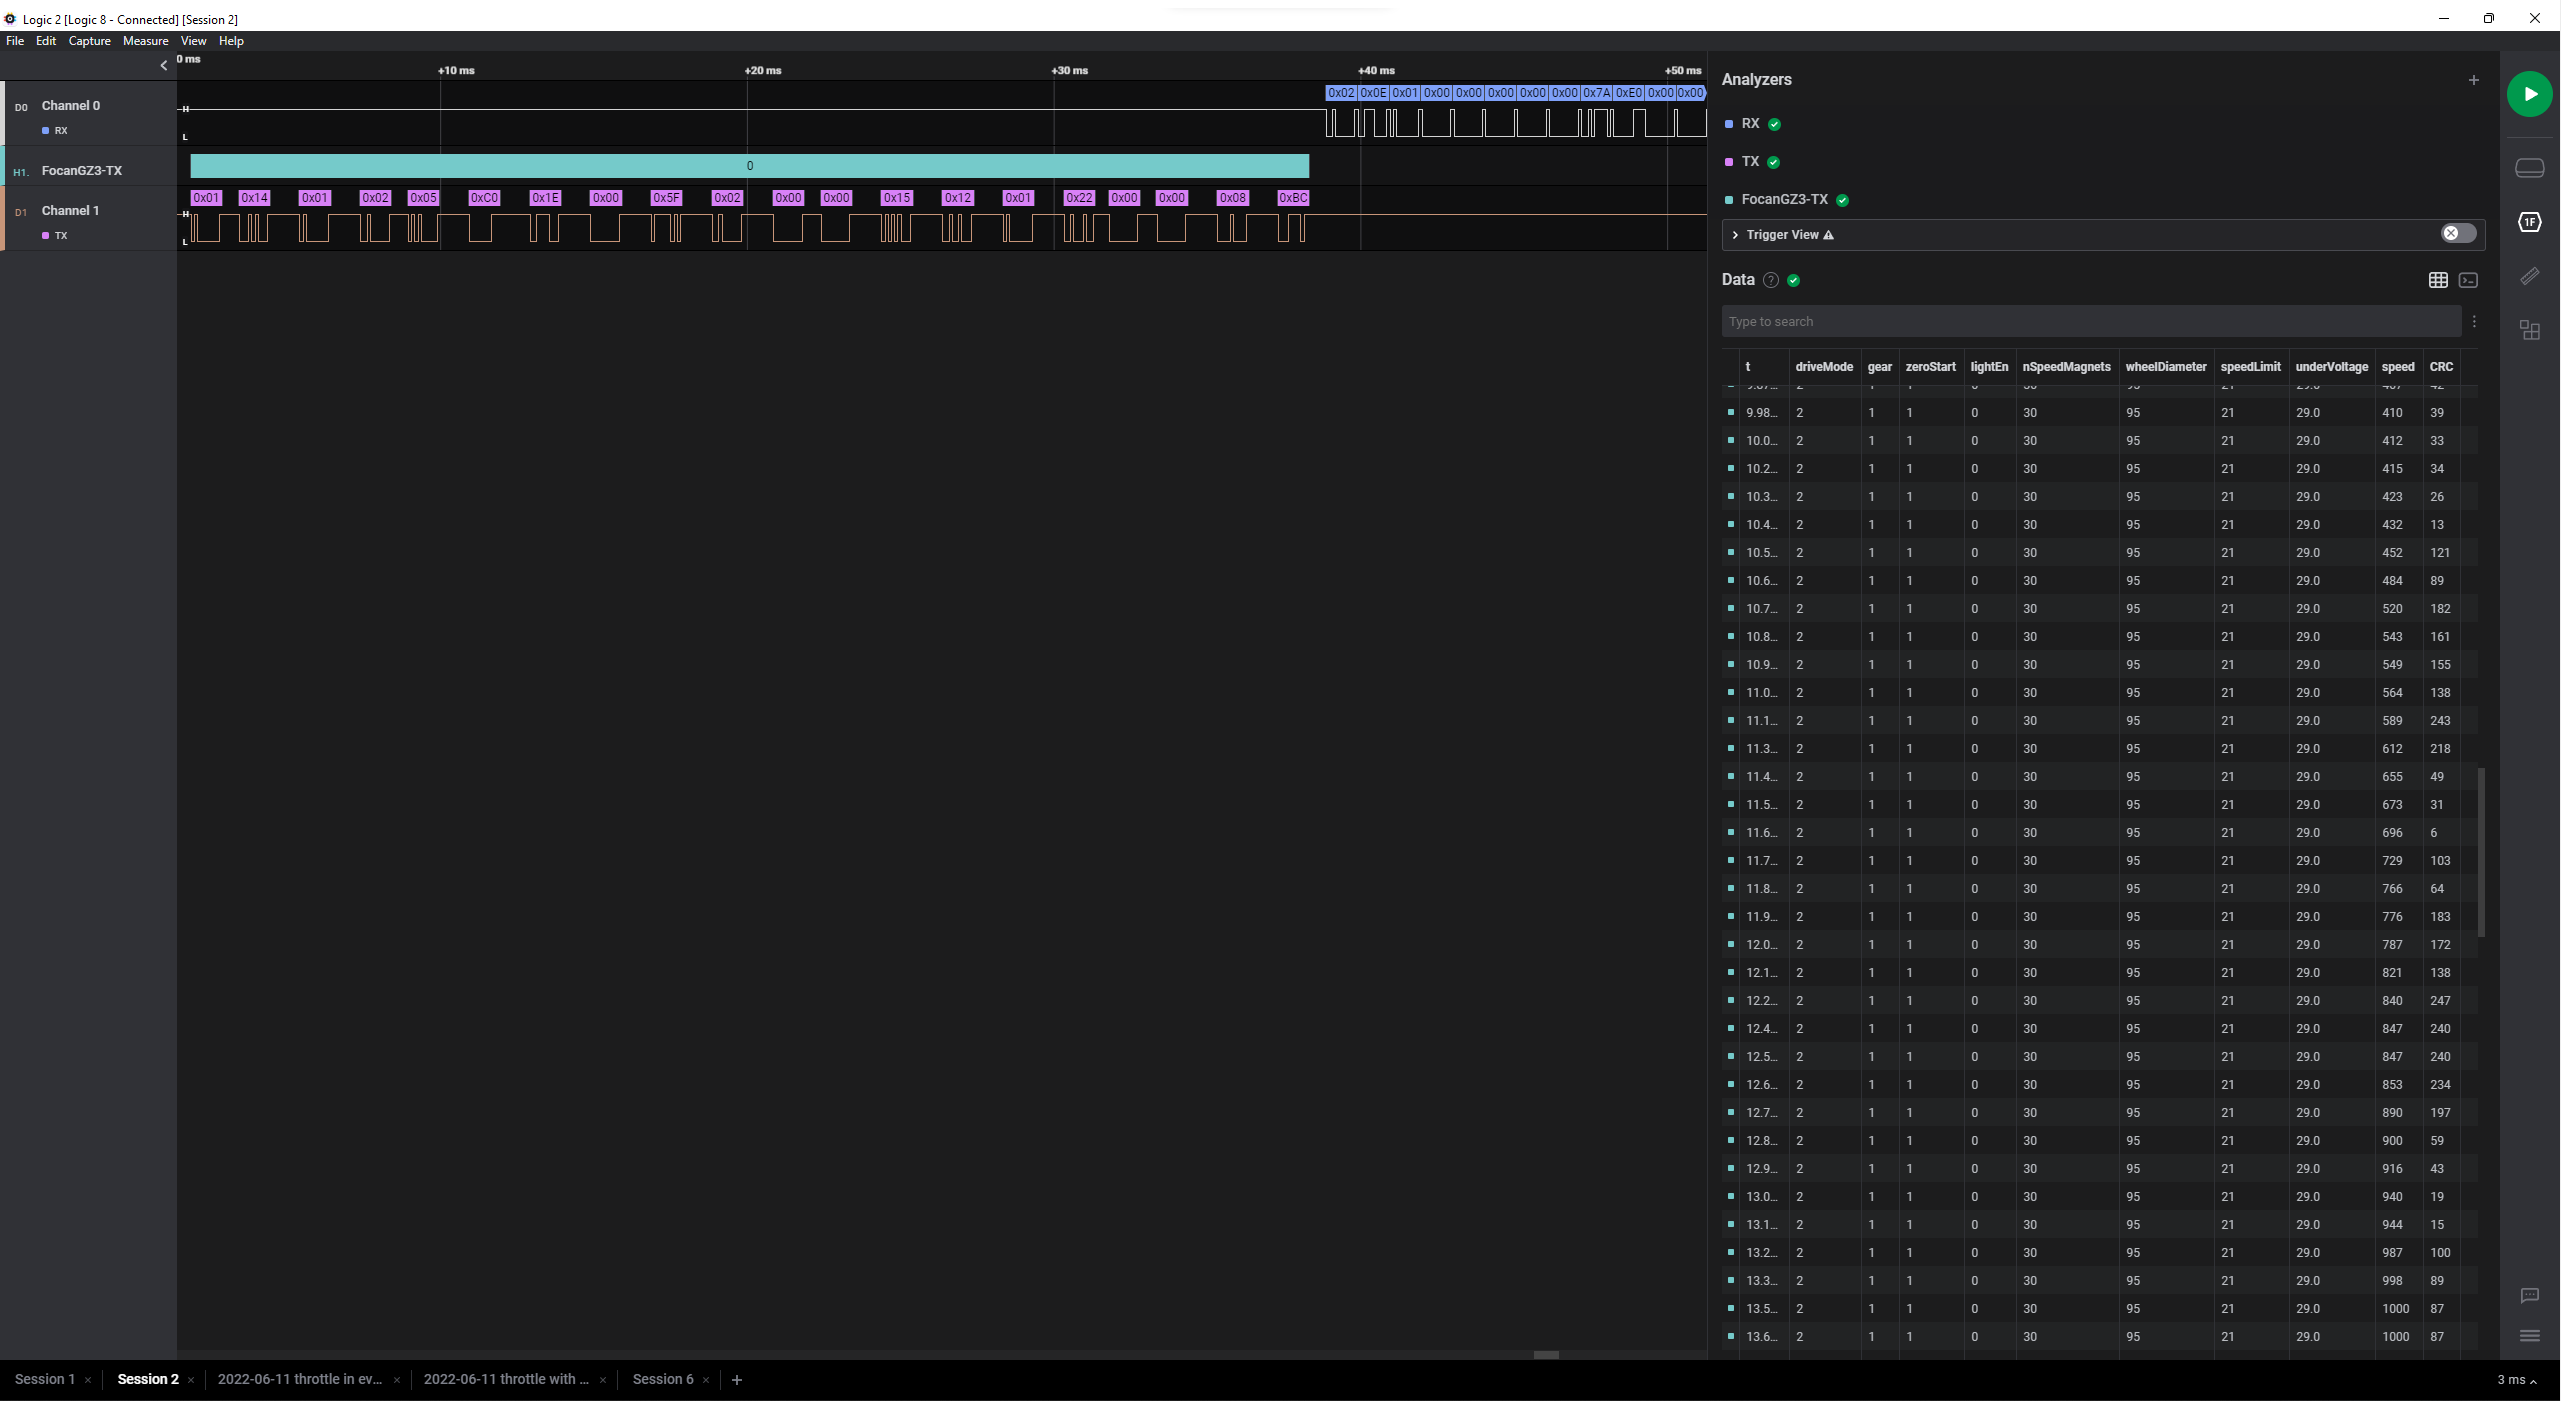 Logic 2 [Logic 8 - Connected] [Session 2]
File Edit Capture Measure View Help
0 ms +10 ms +20 ms +30 ms +40 ms +50 ms
D0 Channel 0
RX
H
L
0x02 0x0E 0x01 0x00 0x00 0x00 0x00 0x00 0x7A 0xE0 0x00 0x00
H1. FocanGZ3-TX
0
D1 Channel 1
TX
H
L
0x01 0x14 0x01 0x02 0x05 0xC0 0x1E 0x00 0x5F 0x02 0x00 0x00 0x15 0x12 0x01 0x22 0x00 0x00 0x08 0xBC
Analyzers
RX
TX
FocanGZ3-TX
Trigger View
Data
Type to search
1F
t driveMode gear zeroStart lightEn nSpeedMagnets wheelDiameter speedLimit underVoltage speed CRC
9.98... 2 1 1 0 30 95 21 29.0 410 39
10.0... 2 1 1 0 30 95 21 29.0 412 33
10.2... 2 1 1 0 30 95 21 29.0 415 34
10.3... 2 1 1 0 30 95 21 29.0 423 26
10.4... 2 1 1 0 30 95 21 29.0 432 13
10.5... 2 1 1 0 30 95 21 29.0 452 121
10.6... 2 1 1 0 30 95 21 29.0 484 89
10.7... 2 1 1 0 30 95 21 29.0 520 182
10.8... 2 1 1 0 30 95 21 29.0 543 161
10.9... 2 1 1 0 30 95 21 29.0 549 155
11.0... 2 1 1 0 30 95 21 29.0 564 138
11.1... 2 1 1 0 30 95 21 29.0 589 243
11.3... 2 1 1 0 30 95 21 29.0 612 218
11.4... 2 1 1 0 30 95 21 29.0 655 49
11.5... 2 1 1 0 30 95 21 29.0 673 31
11.6... 2 1 1 0 30 95 21 29.0 696 6
11.7... 2 1 1 0 30 95 21 29.0 729 103
11.8... 2 1 1 0 30 95 21 29.0 766 64
11.9... 2 1 1 0 30 95 21 29.0 776 183
12.0... 2 1 1 0 30 95 21 29.0 787 172
12.1... 2 1 1 0 30 95 21 29.0 821 138
12.2... 2 1 1 0 30 95 21 29.0 840 247
12.4... 2 1 1 0 30 95 21 29.0 847 240
12.5... 2 1 1 0 30 95 21 29.0 847 240
12.6... 2 1 1 0 30 95 21 29.0 853 234
12.7... 2 1 1 0 30 95 21 29.0 890 197
12.8... 2 1 1 0 30 95 21 29.0 900 59
12.9... 2 1 1 0 30 95 21 29.0 916 43
13.0... 2 1 1 0 30 95 21 29.0 940 19
13.1... 2 1 1 0 30 95 21 29.0 944 15
13.2... 2 1 1 0 30 95 21 29.0 987 100
13.3... 2 1 1 0 30 95 21 29.0 998 89
13.5... 2 1 1 0 30 95 21 29.0 1000 87
13.6... 2 1 1 0 30 95 21 29.0 1000 87
Session 1 Session 2 2022-06-11 throttle in ev... 2022-06-11 throttle with ... Session 6 3 ms